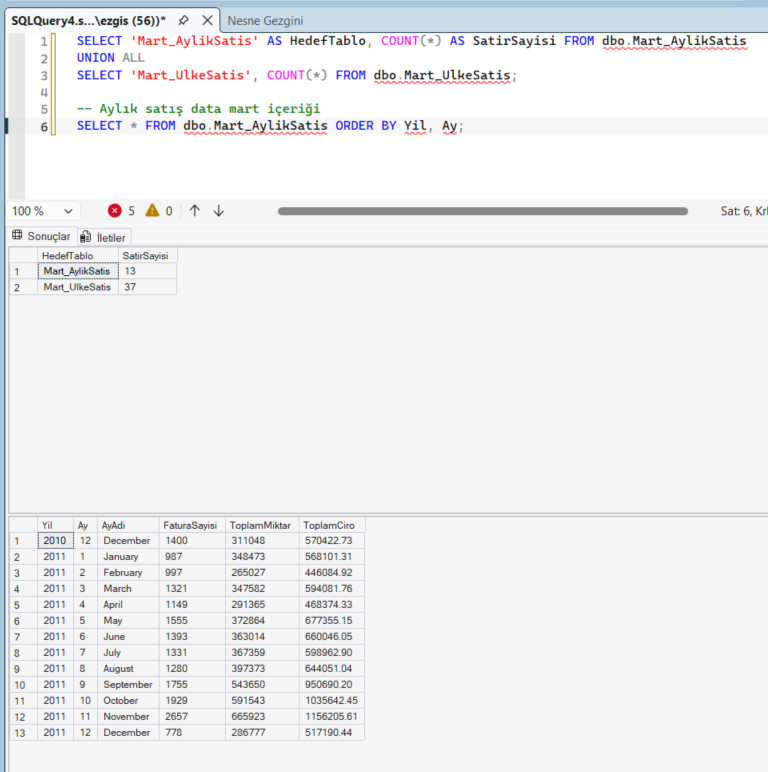 SQLQuery4.s...\ezgis (56))* Nesne Gezgini
1 SELECT 'Mart_AylikSatis' AS HedefTablo, COUNT(*) AS SatirSayisi FROM dbo.Mart_AylikSatis
2 UNION ALL
3 SELECT 'Mart_UlkeSatis', COUNT(*) FROM dbo.Mart_UlkeSatis;
4
5 -- Aylık satış data mart içeriği
6 SELECT * FROM dbo.Mart_AylikSatis ORDER BY Yil, Ay;
100 % 5 0 Sat: 6,
Sonuçlar İletiler
HedefTablo SatirSayisi
1 Mart_AylikSatis 13
2 Mart_UlkeSatis 37
Yil Ay AyAdi FaturaSayisi ToplamMiktar ToplamCiro
1 2010 12 December 1400 311048 570422.73
2 2011 1 January 987 348473 568101.31
3 2011 2 February 997 265027 446084.92
4 2011 3 March 1321 347582 594081.76
5 2011 4 April 1149 291365 468374.33
6 2011 5 May 1555 372864 677355.15
7 2011 6 June 1393 363014 660046.05
8 2011 7 July 1331 367359 598962.90
9 2011 8 August 1280 397373 644051.04
10 2011 9 September 1755 543650 950690.20
11 2011 10 October 1929 591543 1035642.45
12 2011 11 November 2657 665923 1156205.61
13 2011 12 December 778 286777 517190.44